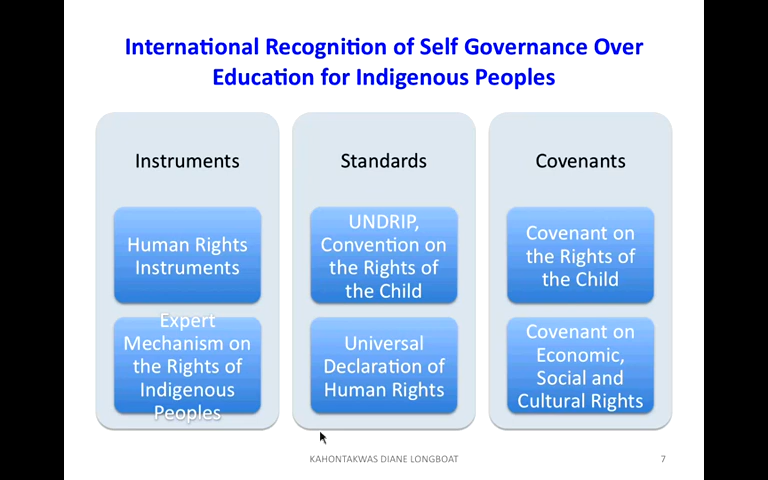 International Recognition of Self Governance Over
Education for Indigenous Peoples
Instruments
Human Rights
Instruments
Expert
Mechanism on
the Rights of
Indigenous
Peoples
Standards
UNDRIP,
Convention on
the Rights of
the Child
Universal
Declaration of
Human Rights
Covenants
Covenant on
the Rights of
the Child
Covenant on
Economic,
Social and
Cultural Rights
KAHONTAKWAS DIANE LONGBOAT
7